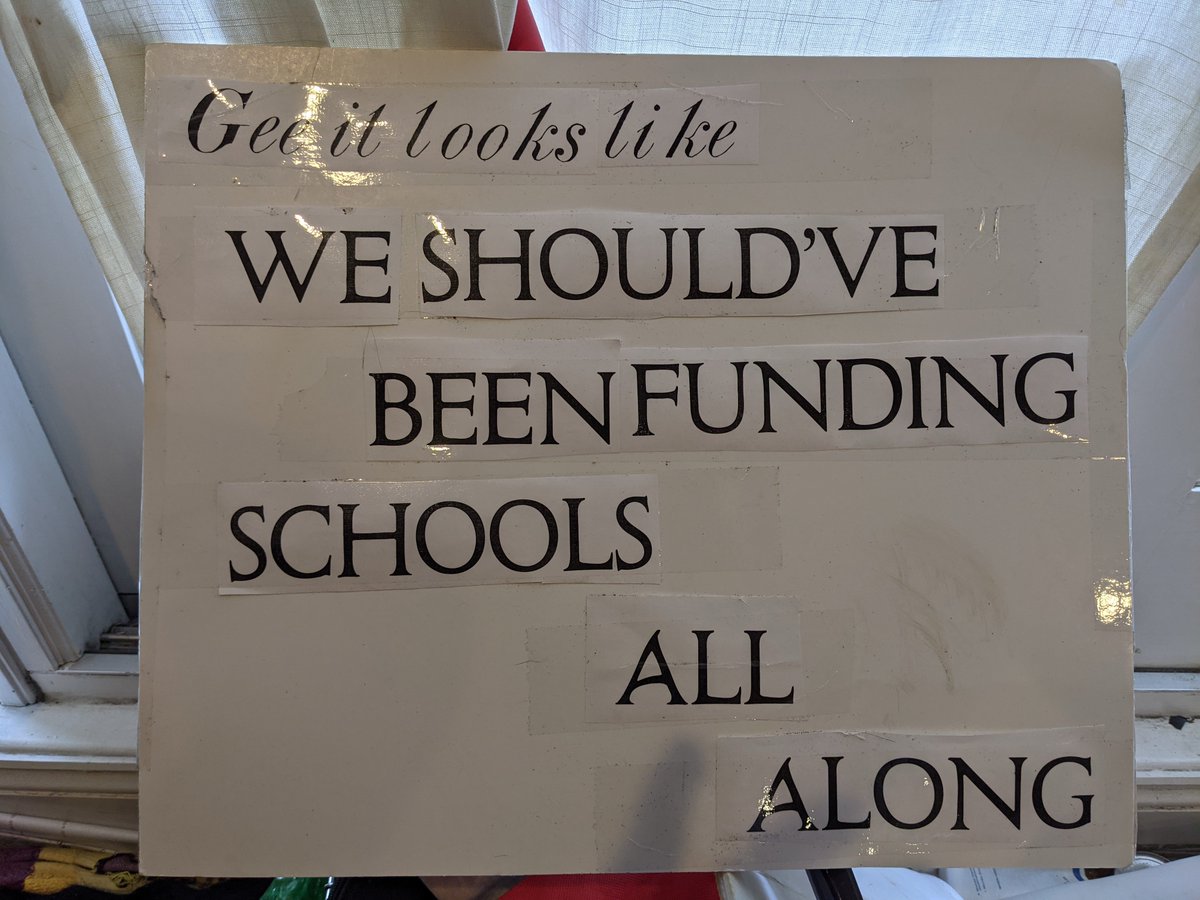 Gee it looks like
WE SHOULD'VE
BEEN FUNDING
SCHOOLS
ALL
ALONG